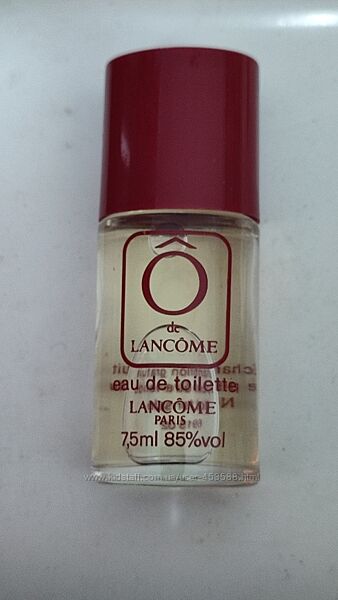 Ô
de
LANCÔME
eau de toilette
LANCÔME
PARIS
7,5ml 85%vol